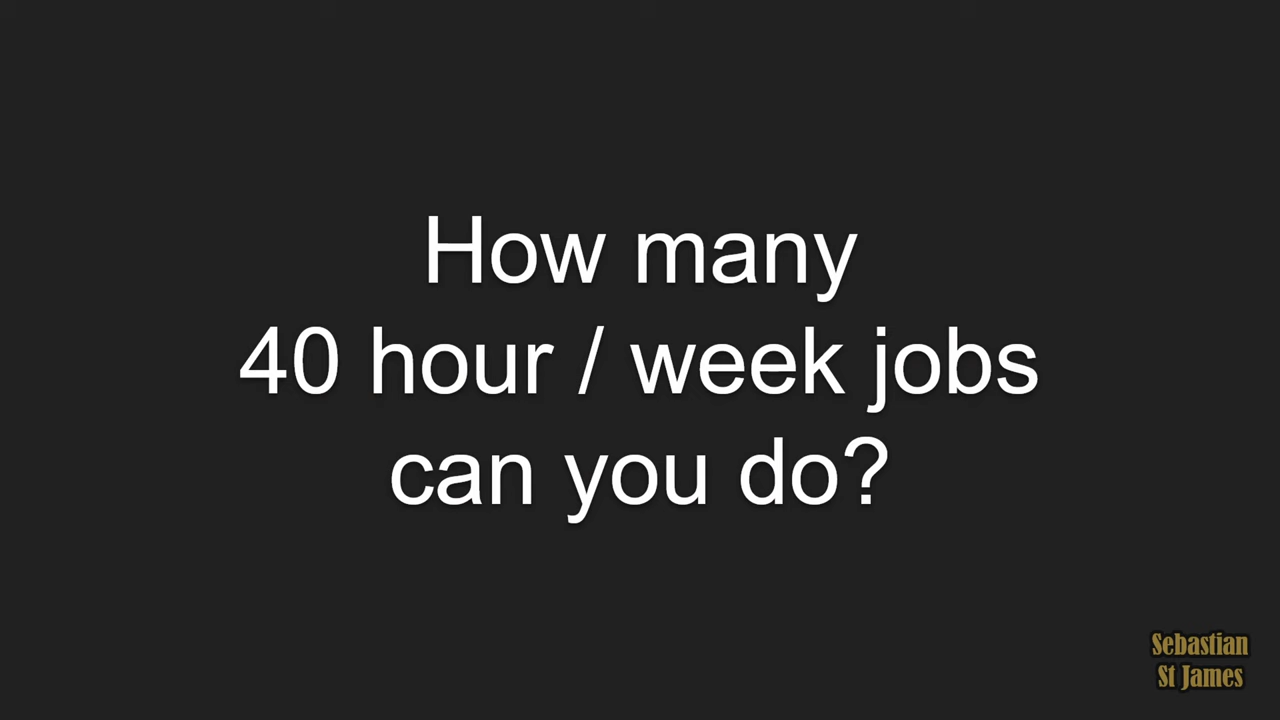 How many
40 hour / week jobs
can you do?
Sebastian
St James